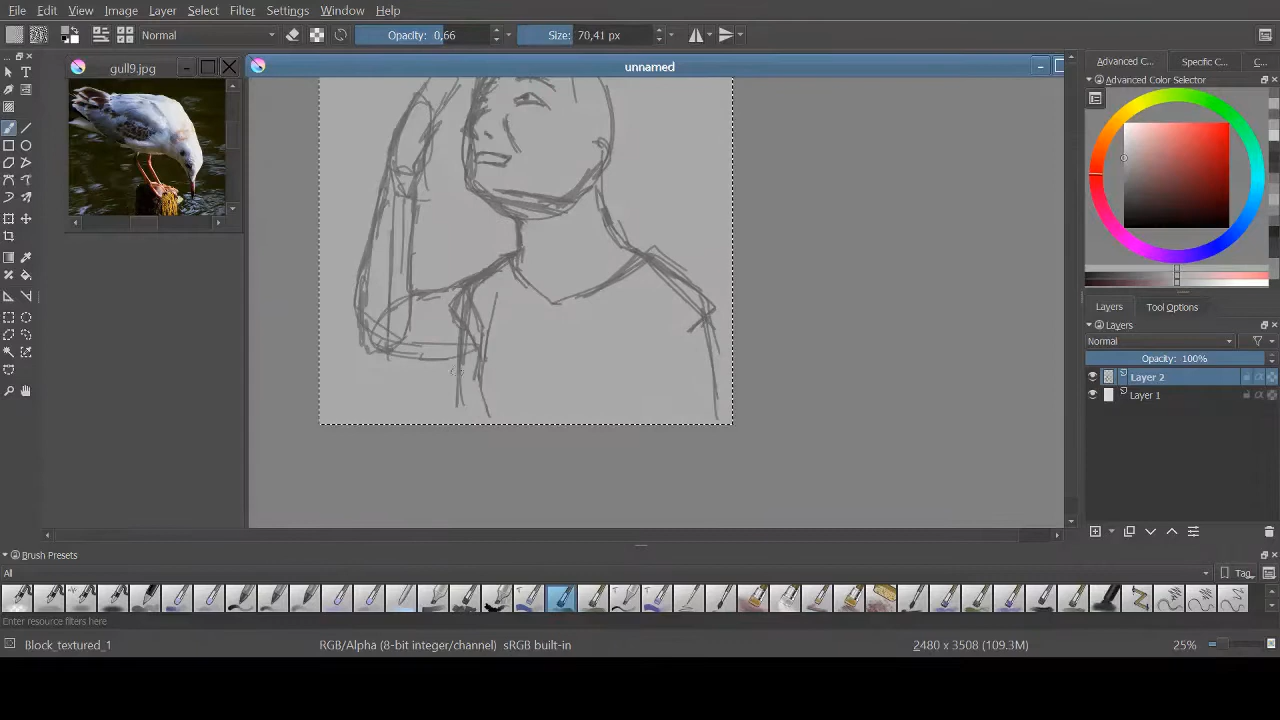 File Edit View Image Layer Select Filter Settings Window Help
Normal Opacity: 0,66 Size: 70,41 px
gull9.jpg
unnamed
Advanced C... Specific C... C...
Advanced Color Selector
Layers Tool Options
Layers
Normal
Opacity: 100%
Layer 2
Layer 1
Brush Presets
All Tag
Enter resource filters here
Block_textured_1 RGB/Alpha (8-bit integer/channel) sRGB built-in 2480 x 3508 (109.3M) 25%